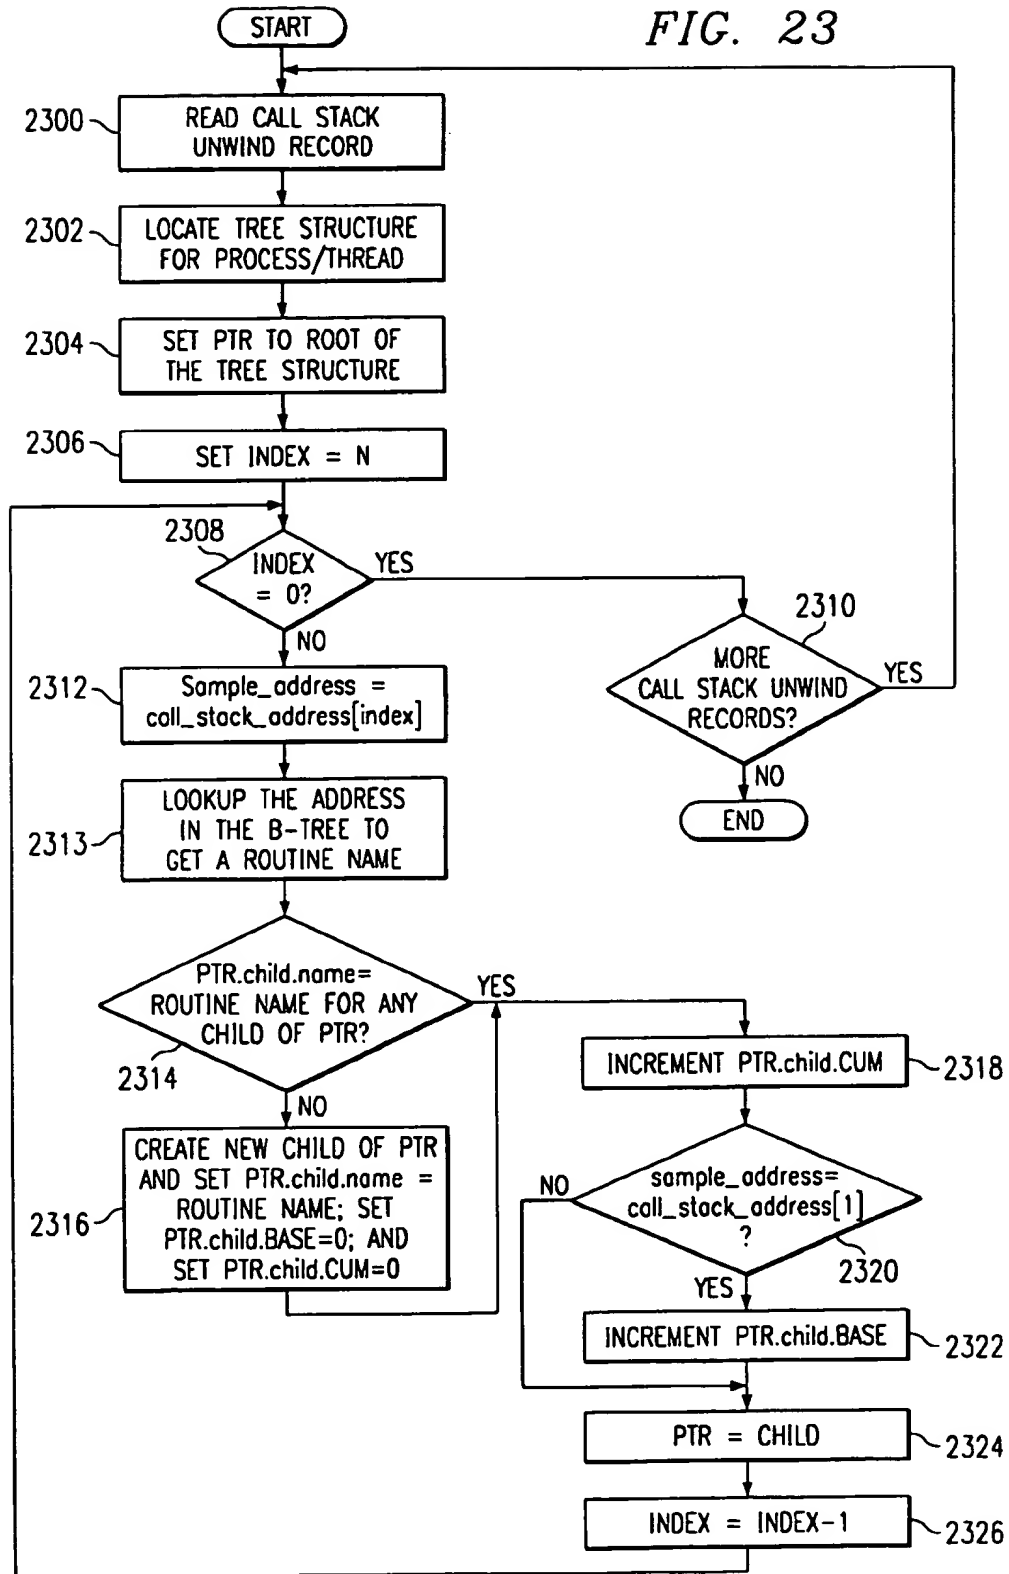 START
FIG. 23
2300
READ CALL STACK
UNWIND RECORD
2302
LOCATE TREE STRUCTURE
FOR PROCESS/THREAD
2304
SET PTR TO ROOT OF
THE TREE STRUCTURE
2306
SET INDEX = N
2308
INDEX
= 0?
YES
NO
2310
MORE
CALL STACK UNWIND
RECORDS?
YES
NO
END
2312
Sample_address =
call_stack_address[index]
2313
LOOKUP THE ADDRESS
IN THE B-TREE TO
GET A ROUTINE NAME
PTR.child.name=
ROUTINE NAME FOR ANY
CHILD OF PTR?
2314
YES
NO
2316
CREATE NEW CHILD OF PTR
AND SET PTR.child.name =
ROUTINE NAME; SET
PTR.child.BASE=0; AND
SET PTR.child.CUM=0
INCREMENT PTR.child.CUM
2318
sample_address=
call_stack_address[1]
?
2320
NO
YES
INCREMENT PTR.child.BASE
2322
PTR = CHILD
2324
INDEX = INDEX-1
2326